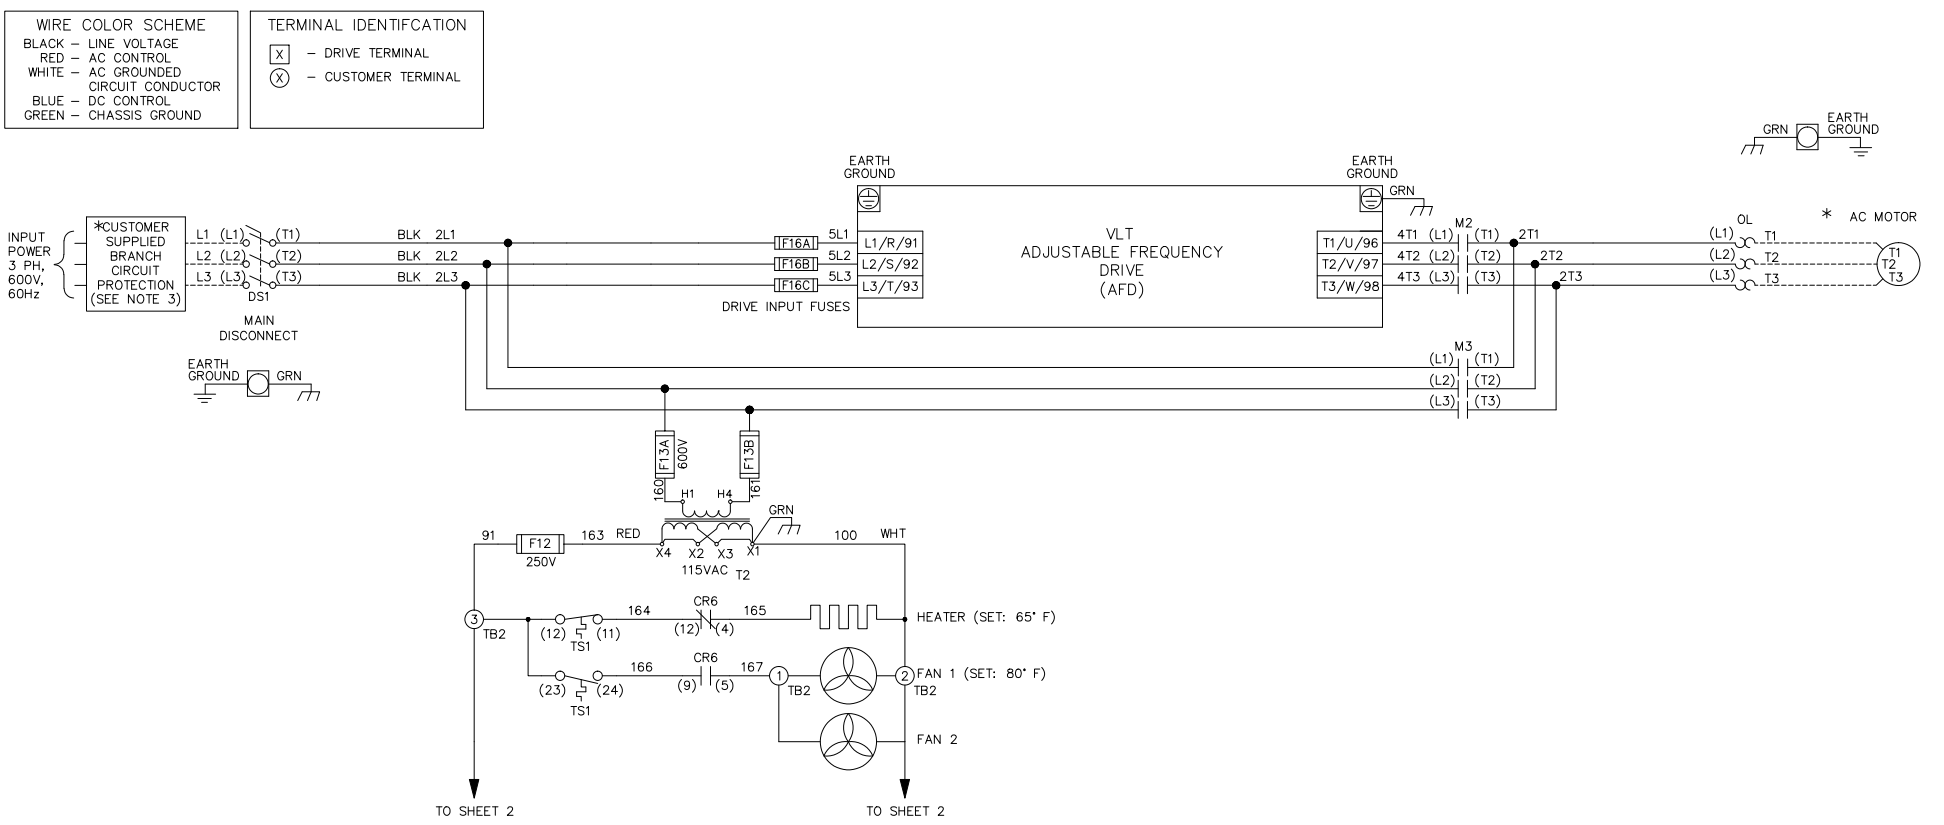 WIRE COLOR SCHEME
BLACK – LINE VOLTAGE
RED – AC CONTROL
WHITE – AC GROUNDED
CIRCUIT CONDUCTOR
BLUE – DC CONTROL
GREEN – CHASSIS GROUND
TERMINAL IDENTIFCATION
X – DRIVE TERMINAL
X – CUSTOMER TERMINAL
INPUT
POWER
3 PH,
600V,
60Hz
*CUSTOMER
SUPPLIED
BRANCH
CIRCUIT
PROTECTION
(SEE NOTE 3)
L1 (L1) (T1) BLK 2L1
L2 (L2) (T2) BLK 2L2
L3 (L3) (T3) BLK 2L3
DS1
MAIN
DISCONNECT
EARTH
GROUND GRN
F16A 5L1
F16B 5L2
F16C 5L3
DRIVE INPUT FUSES
EARTH
GROUND
L1/R/91
L2/S/92
L3/T/93
VLT
ADJUSTABLE FREQUENCY
DRIVE
(AFD)
EARTH
GROUND
GRN
T1/U/96
T2/V/97
T3/W/98
M2
4T1 (L1) (T1) 2T1
4T2 (L2) (T2) 2T2
4T3 (L3) (T3) 2T3
M3
(L1) (T1)
(L2) (T2)
(L3) (T3)
GRN
EARTH
GROUND
OL
(L1) T1
(L2) T2
(L3) T3
* AC MOTOR
T1
T2
T3
F13A
600V
F13B
160
161
H1 H4
GRN
91 F12 163 RED
250V
X4 X2 X3 X1
115VAC T2
100 WHT
3
TB2
(12) (11)
TS1
164
CR6
(12) (4)
165
HEATER (SET: 65° F)
(23) (24)
TS1
166
CR6
(9) (5)
167
1
TB2
2
TB2
FAN 1 (SET: 80° F)
FAN 2
TO SHEET 2
TO SHEET 2